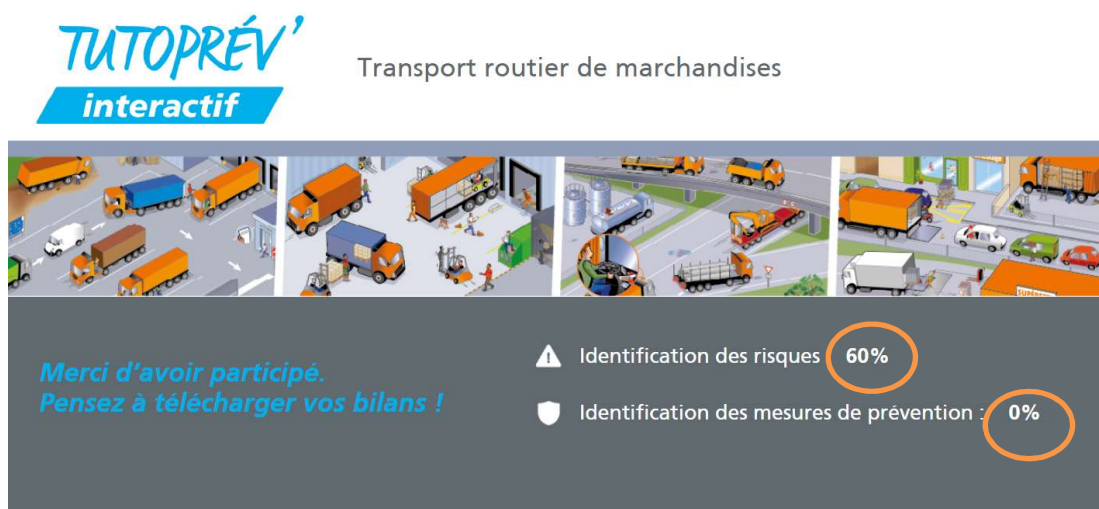 TUTOPRÉV'
interactif
Transport routier de marchandises
SUPER
Merci d'avoir participé.
Pensez à télécharger vos bilans !
Identification des risques 60%
Identification des mesures de prévention : 0%